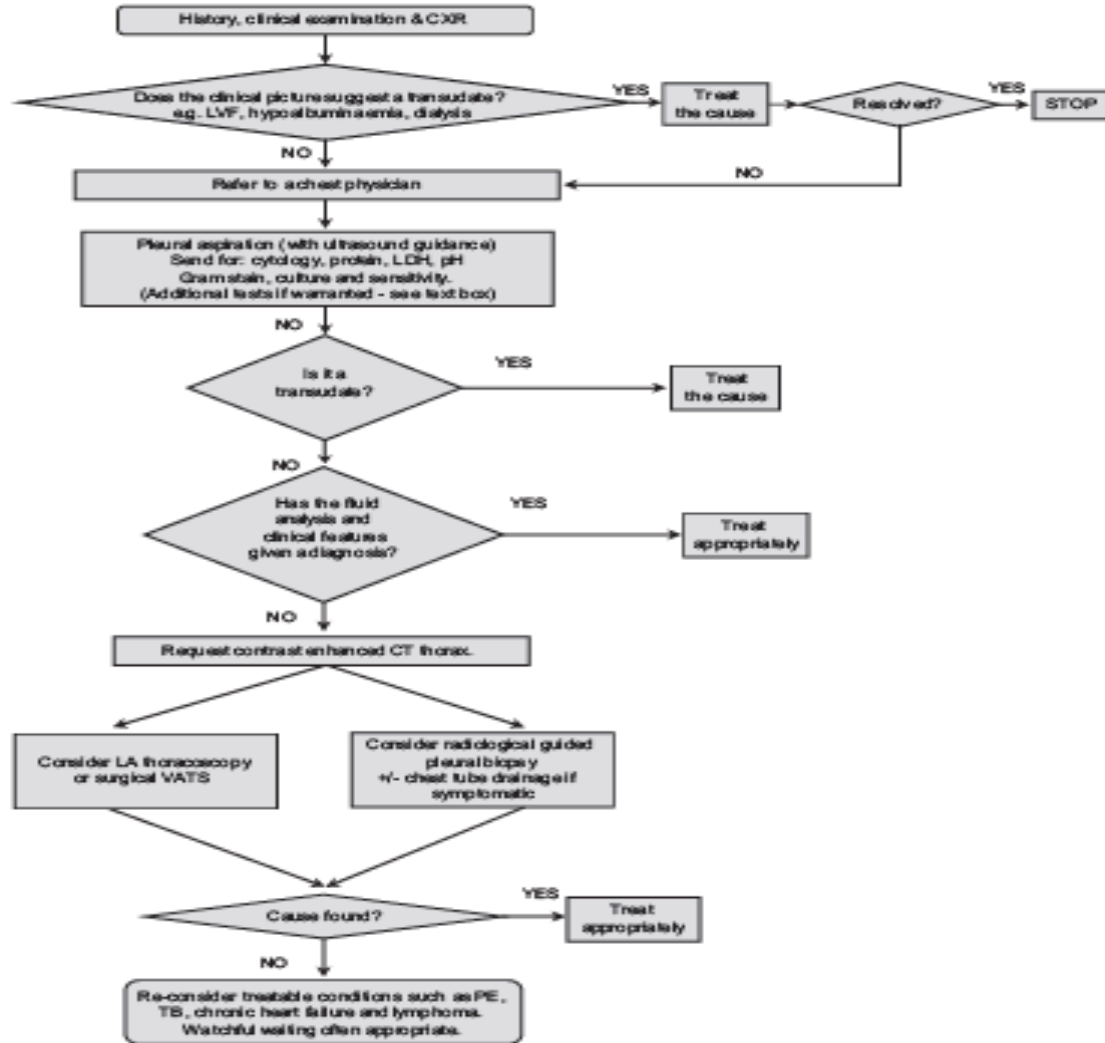 History, clinical examination & CXR
Does the clinical picture suggest a transudate?
e.g. LVF, hypoalbuminaemia, dialysis
YES
Treat
the cause
Resolved?
YES
STOP
NO
NO
Refer to a chest physician
Pleural aspiration (with ultrasound guidance)
Send for: cytology, protein, LDH, pH
Gram stain, culture and sensitivity.
(Additional tests if warranted - see text box)
NO
Is it a
transudate?
YES
Treat
the cause
NO
Has the fluid
analysis and
clinical features
given a diagnosis?
YES
Treat
appropriately
NO
Request contrast enhanced CT thorax.
Consider LA thoracoscopy
or surgical VATS
Consider radiological guided
pleural biopsy
+/- chest tube drainage if
symptomatic
Cause found?
YES
Treat
appropriately
NO
Re-consider treatable conditions such as PE,
TB, chronic heart failure and lymphoma.
Watchful waiting often appropriate.